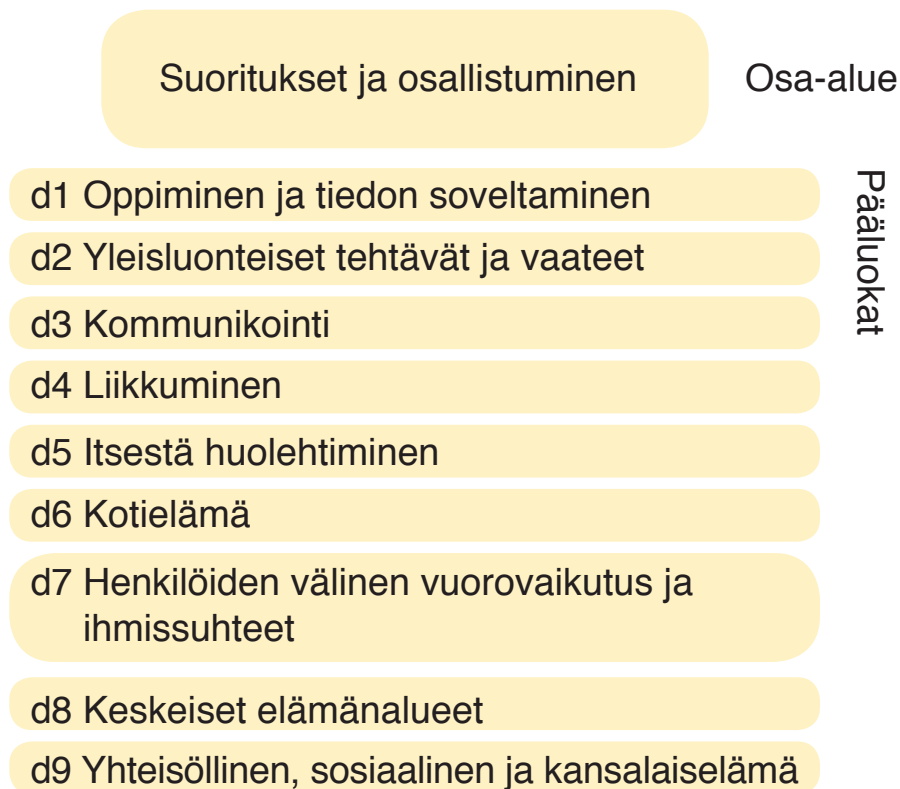 Suoritukset ja osallistuminen
Osa-alue
Pääluokat
d1 Oppiminen ja tiedon soveltaminen
d2 Yleisluonteiset tehtävät ja vaateet
d3 Kommunikointi
d4 Liikkuminen
d5 Itsestä huolehtiminen
d6 Kotielämä
d7 Henkilöiden välinen vuorovaikutus ja
ihmissuhteet
d8 Keskeiset elämänalueet
d9 Yhteisöllinen, sosiaalinen ja kansalaiselämä